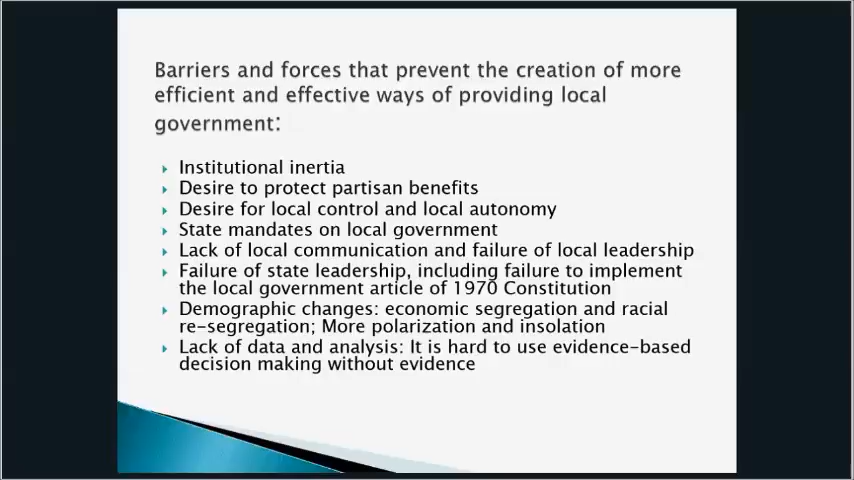 Barriers and forces that prevent the creation of more
efficient and effective ways of providing local
government:
Institutional inertia
Desire to protect partisan benefits
Desire for local control and local autonomy
State mandates on local government
Lack of local communication and failure of local leadership
Failure of state leadership, including failure to implement
the local government article of 1970 Constitution
Demographic changes: economic segregation and racial
re-segregation; More polarization and insolation
Lack of data and analysis: It is hard to use evidence-based
decision making without evidence